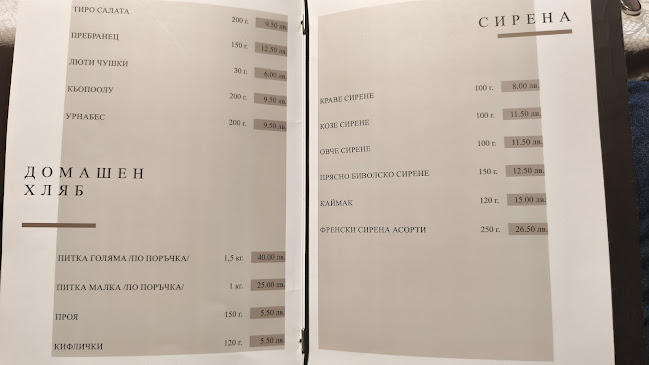 ТИРО САЛАТА 200 г. 9.50 лв.
ПРЕБРАНЕЦ 150 г. 12.50 лв.
ЛЮТИ ЧУШКИ 30 г. 6.00 лв.
КЬОПООЛУ 200 г. 9.50 лв.
УРНАБЕС 200 г. 9.50 лв.
ДОМАШЕН
ХЛЯБ
ПИТКА ГОЛЯМА /ПО ПОРЪЧКА/ 1,5 кг. 40.00 лв.
ПИТКА МАЛКА /ПО ПОРЪЧКА/ 1 кг. 25.00 лв.
ПРОЯ 150 г. 5.50 лв.
КИФЛИЧКИ 120 г. 5.50 лв.
СИРЕНА
КРАВЕ СИРЕНЕ 100 г. 8.00 лв.
КОЗЕ СИРЕНЕ 100 г. 11.50 лв.
ОВЧЕ СИРЕНЕ 100 г. 11.50 лв.
ПРЯСНО БИВОЛСКО СИРЕНЕ 150 г. 12.50 лв.
КАЙМАК 120 г. 15.00 лв.
ФРЕНСКИ СИРЕНА АСОРТИ 250 г. 26.50 лв.